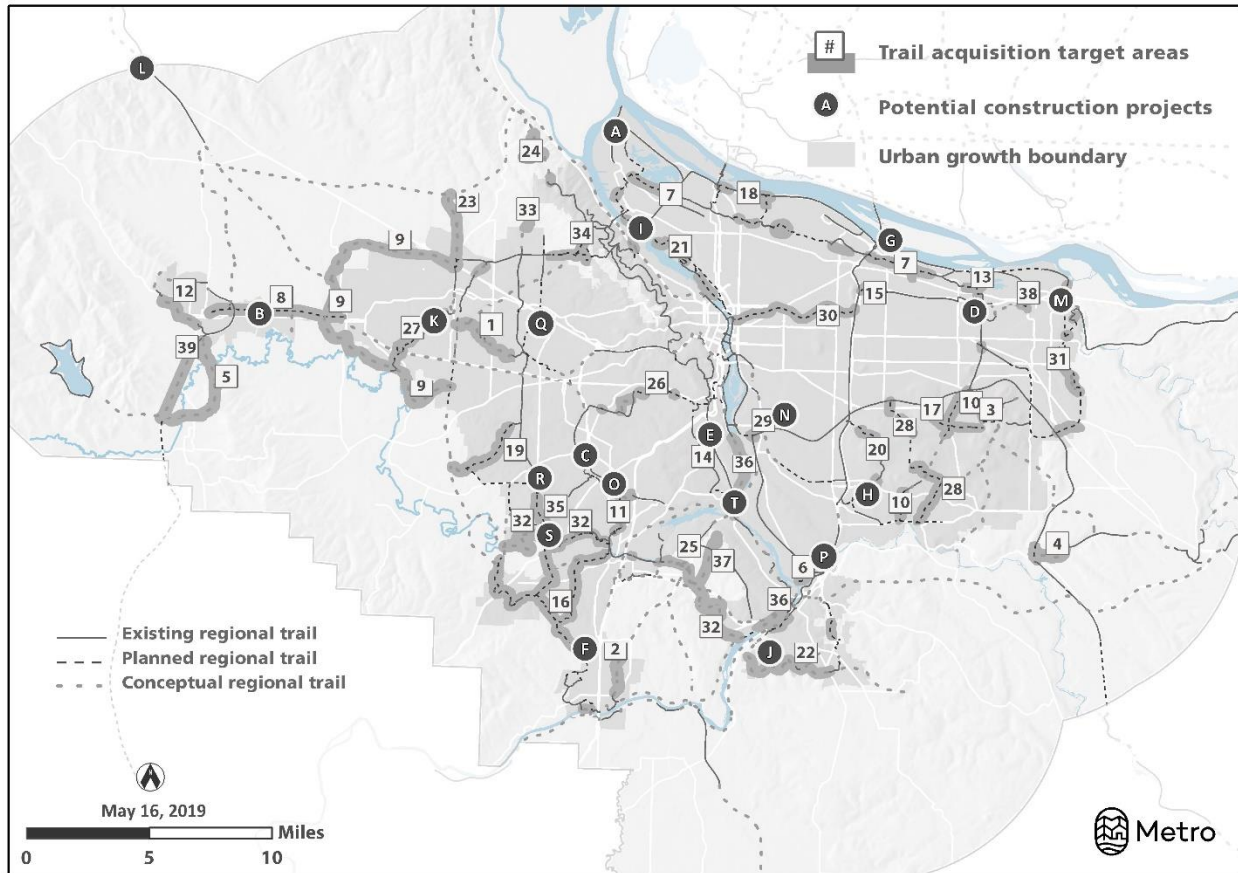 # Trail acquisition target areas
A Potential construction projects
Urban growth boundary
L
A
24
7
18
23
33
I
34
G
9
21
7
13
12
8
9
B
K
27
1
Q
15
30
D
38
M
39
5
9
26
31
10
17
3
29
N
28
E
14
36
20
19
C
R
O
T
H
10
28
35
32
32
11
S
25
37
6
P
4
16
36
32
F
2
J
22
Existing regional trail
Planned regional trail
Conceptual regional trail
May 16, 2019
Miles
0 5 10
Metro